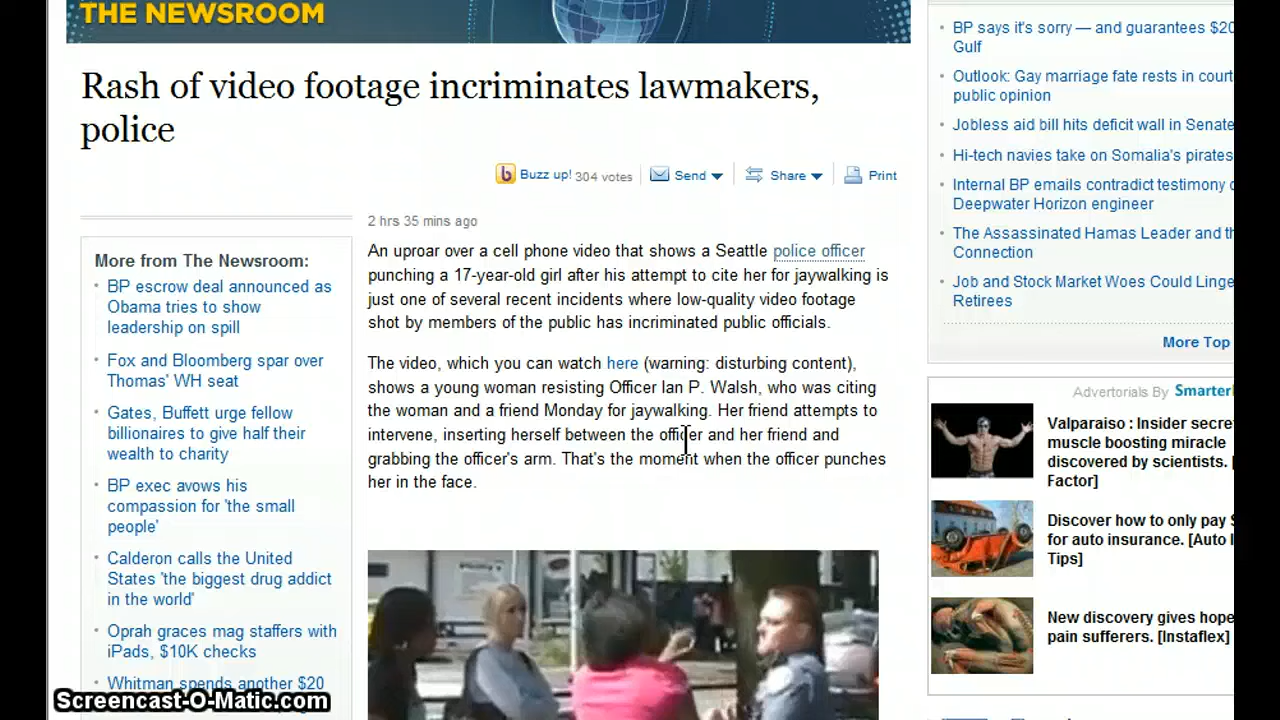 THE NEWSROOM
Rash of video footage incriminates lawmakers,
police
Buzz up! 304 votes
Send
Share
Print
2 hrs 35 mins ago
An uproar over a cell phone video that shows a Seattle police officer
punching a 17-year-old girl after his attempt to cite her for jaywalking is
just one of several recent incidents where low-quality video footage
shot by members of the public has incriminated public officials.
The video, which you can watch here (warning: disturbing content),
shows a young woman resisting Officer Ian P. Walsh, who was citing
the woman and a friend Monday for jaywalking. Her friend attempts to
intervene, inserting herself between the officer and her friend and
grabbing the officer's arm. That's the moment when the officer punches
her in the face.
More from The Newsroom:
BP escrow deal announced as
Obama tries to show
leadership on spill
Fox and Bloomberg spar over
Thomas' WH seat
Gates, Buffett urge fellow
billionaires to give half their
wealth to charity
BP exec avows his
compassion for 'the small
people'
Calderon calls the United
States 'the biggest drug addict
in the world'
Oprah graces mag staffers with
iPads, $10K checks
Whitman spends another $20
BP says it's sorry — and guarantees $20
Gulf
Outlook: Gay marriage fate rests in court
public opinion
Jobless aid bill hits deficit wall in Senate
Hi-tech navies take on Somalia's pirates
Internal BP emails contradict testimony
Deepwater Horizon engineer
The Assassinated Hamas Leader and
Connection
Job and Stock Market Woes Could
Retirees
More Top
Advertorials By
Valparaiso : Insider
muscle boosting miracle
discovered by scientists. [
Factor]
Discover how to only pay
for auto insurance. [Auto
Tips]
New discovery gives hope
pain sufferers. [Instaflex]
Screencast-O-Matic.com